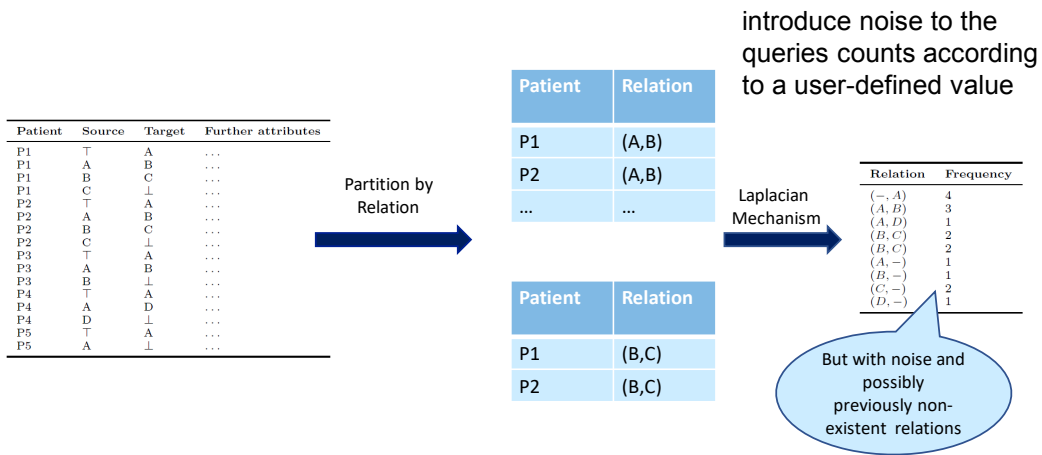 introduce noise to the
queries counts according
to a user-defined value
Patient Source Target Further attributes
P1 ⊤ A ...
P1 A B ...
P1 B C ...
P1 C ⊥ ...
P2 ⊤ A ...
P2 A B ...
P2 B C ...
P2 C ⊥ ...
P3 ⊤ A ...
P3 A B ...
P3 B ⊥ ...
P4 ⊤ A ...
P4 A D ...
P4 D ⊥ ...
P5 ⊤ A ...
P5 A ⊥ ...
Partition by
Relation
Patient Relation
P1 (A,B)
P2 (A,B)
... ...
Patient Relation
P1 (B,C)
P2 (B,C)
Laplacian
Mechanism
Relation Frequency
(−, A) 4
(A, B) 3
(A, D) 1
(B, C) 2
(B, C) 2
(A, −) 1
(B, −) 1
(C, −) 2
(D, −) 1
But with noise and
possibly
previously non-
existent relations